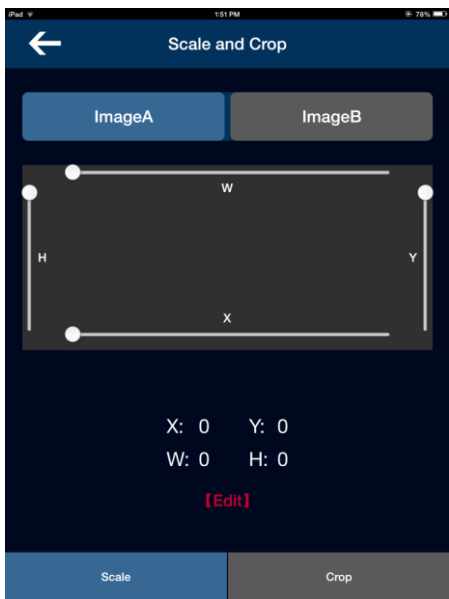 iPad 1:51 PM 78%
Scale and Crop
ImageA ImageB
W
H Y
X
X: 0 Y: 0
W: 0 H: 0
【Edit】
Scale Crop